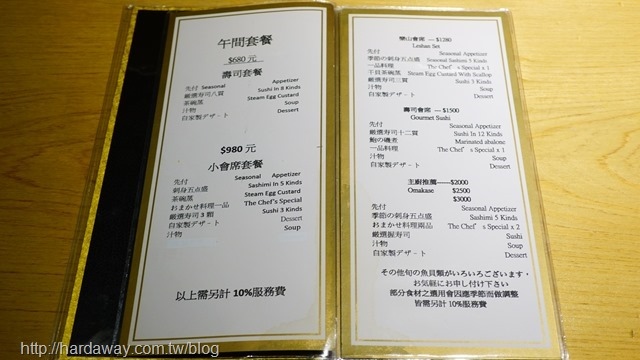 午間套餐
$680 元
壽司套餐
先付 Seasonal Appetizer
厳選寿司八貫 Sushi In 8 Kinds
茶碗蒸 Steam Egg Custard
汁物 Soup
自家製デザート Dessert
$980 元
小會席套餐
先付 Seasonal Appetizer
刺身五点盛 Sashimi In 5 Kinds
茶碗蒸 Steam Egg Custard
おまかせ料理一品 The Chef's Special
厳選寿司3顆 Sushi 3 Kinds
汁物 Dessert
自家製デザート Soup
以上需另計 10%服務費
樂山會席 — $1280
Leshan Set
先付 Seasonal Appetizer
季節の刺身五点盛 Seasonal Sashimi 5 Kinds
一品料理 The Chef's Special x 1
干貝茶碗蒸 Steam Egg Custard With Scallop
厳選寿司三貫 Sushi 3 Kinds
汁物 Soup
自家製デザート Dessert
壽司會席 — $1500
Gourmet Sushi
先付 Seasonal Appetizer
厳選寿司十二貫 Sushi In 12 Kinds
鮑の磯煮 Marinated abalone
一品料理 The Chef's Special x 1
汁物 Soup
自家製デザート Dessert
主廚推薦——$2000
Omakase $2500
$3000
先付 Seasonal Appetizer
季節の刺身五点盛 Sashimi 5 Kinds
おまかせ料理兩品 The Chef's Special x 2
厳選握寿司 Sushi
汁物 Soup
自家製デザート Dessert
その他旬の魚貝類がいろいろございます，
お気軽にお申し付け下さい
部分食材之選用會因應季節而做調整
皆需另計 10%服務費
http://hardaway.com.tw/blog